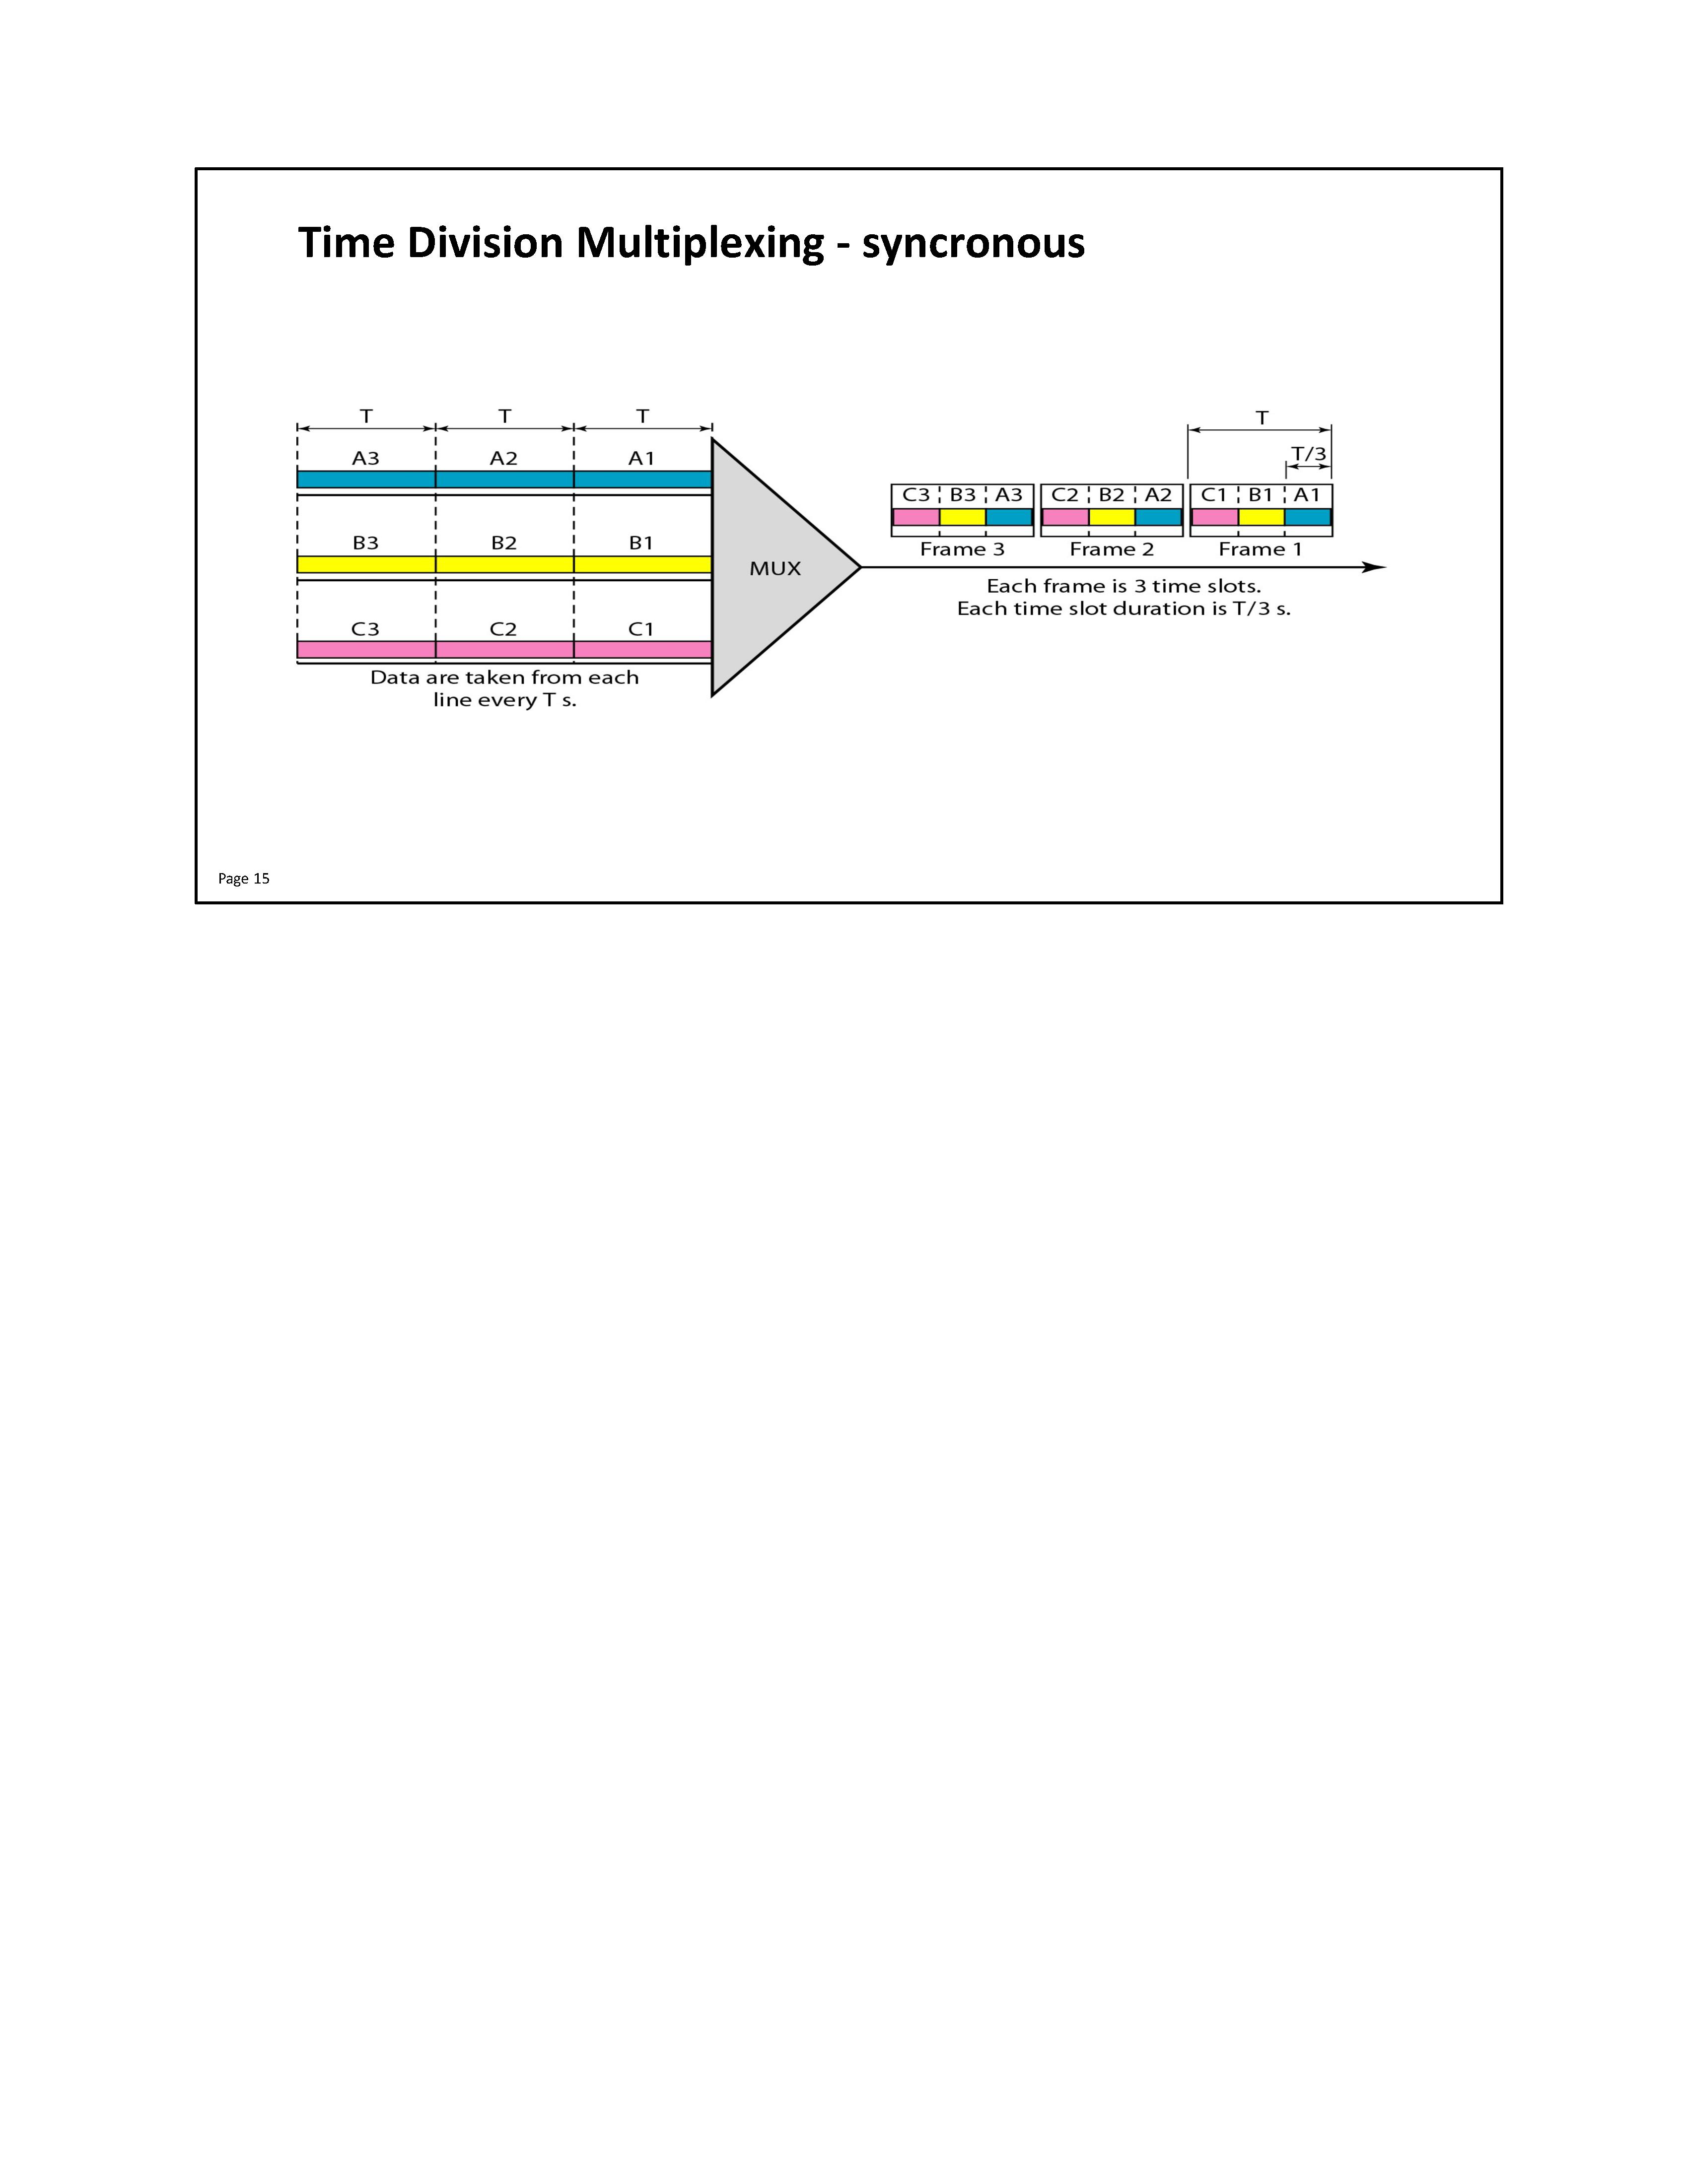 Time Division Multiplexing - syncronous
T T T
A3 A2 A1
B3 B2 B1
C3 C2 C1
Data are taken from each
line every T s.
MUX
T
T/3
C3 B3 A3 C2 B2 A2 C1 B1 A1
Frame 3 Frame 2 Frame 1
Each frame is 3 time slots.
Each time slot duration is T/3 s.
Page 15